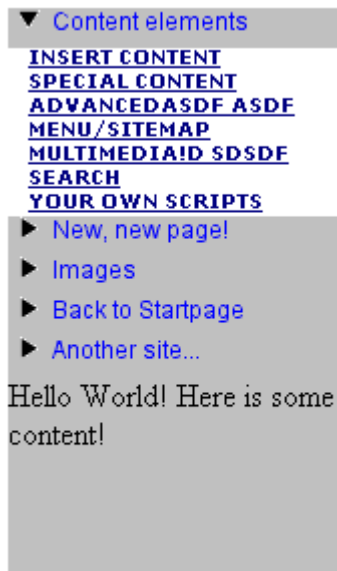 Content elements
INSERT CONTENT
SPECIAL CONTENT
ADVANCEDASDF ASDF
MENU/SITEMAP
MULTIMEDIA!D SDSDF
SEARCH
YOUR OWN SCRIPTS
New, new page!
Images
Back to Startpage
Another site...
Hello World! Here is some
content!